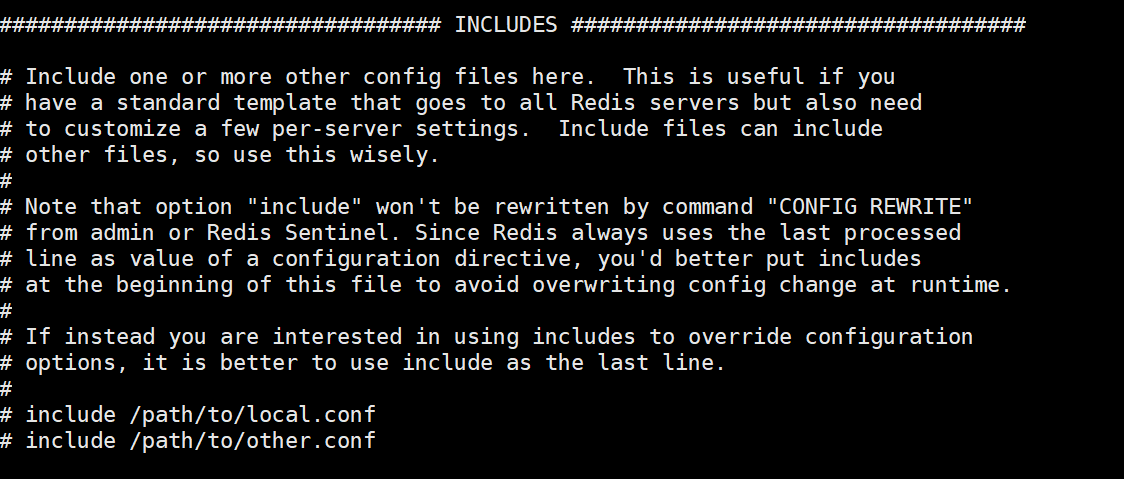 ################################## INCLUDES ###################################
# Include one or more other config files here.  This is useful if you
# have a standard template that goes to all Redis servers but also need
# to customize a few per-server settings.  Include files can include
# other files, so use this wisely.
#
# Note that option "include" won't be rewritten by command "CONFIG REWRITE"
# from admin or Redis Sentinel. Since Redis always uses the last processed
# line as value of a configuration directive, you'd better put includes
# at the beginning of this file to avoid overwriting config change at runtime.
#
# If instead you are interested in using includes to override configuration
# options, it is better to use include as the last line.
#
# include /path/to/local.conf
# include /path/to/other.conf